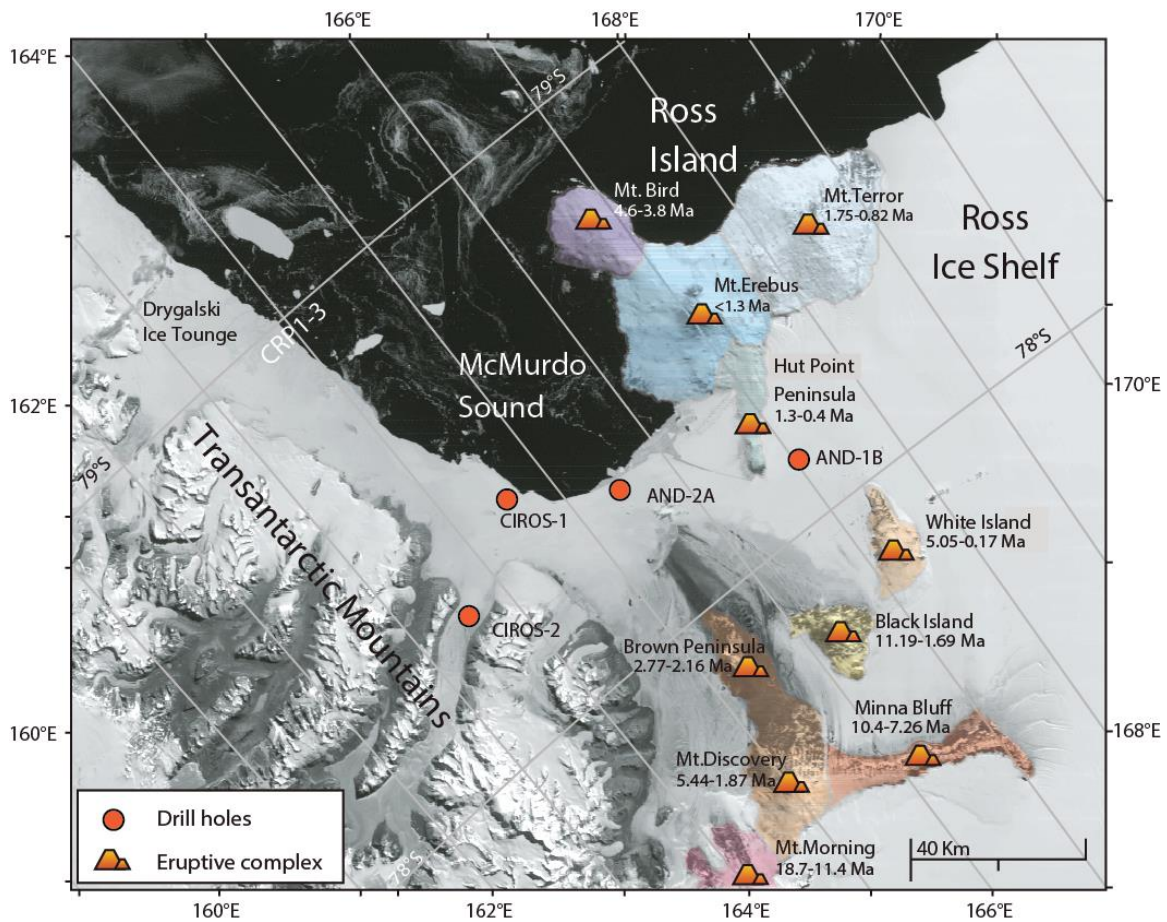 166°E
168°E
170°E
164°E
79°S
Ross
Island
Mt. Bird
4.6-3.8 Ma
Mt.Terror
1.75-0.82 Ma
Ross
Ice Shelf
Mt.Erebus
<1.3 Ma
Drygalski
Ice Tounge
CRP1-3
78°S
McMurdo
Sound
Hut Point
Peninsula
1.3-0.4 Ma
170°E
162°E
79°S
Transantarctic Mountains
AND-1B
AND-2A
CIROS-1
White Island
5.05-0.17 Ma
CIROS-2
Black Island
11.19-1.69 Ma
Brown Peninsula
2.77-2.16 Ma
Minna Bluff
10.4-7.26 Ma
160°E
168°E
Mt.Discovery
5.44-1.87 Ma
Drill holes
Eruptive complex
78°S
Mt.Morning
18.7-11.4 Ma
40 Km
160°E
162°E
164°E
166°E